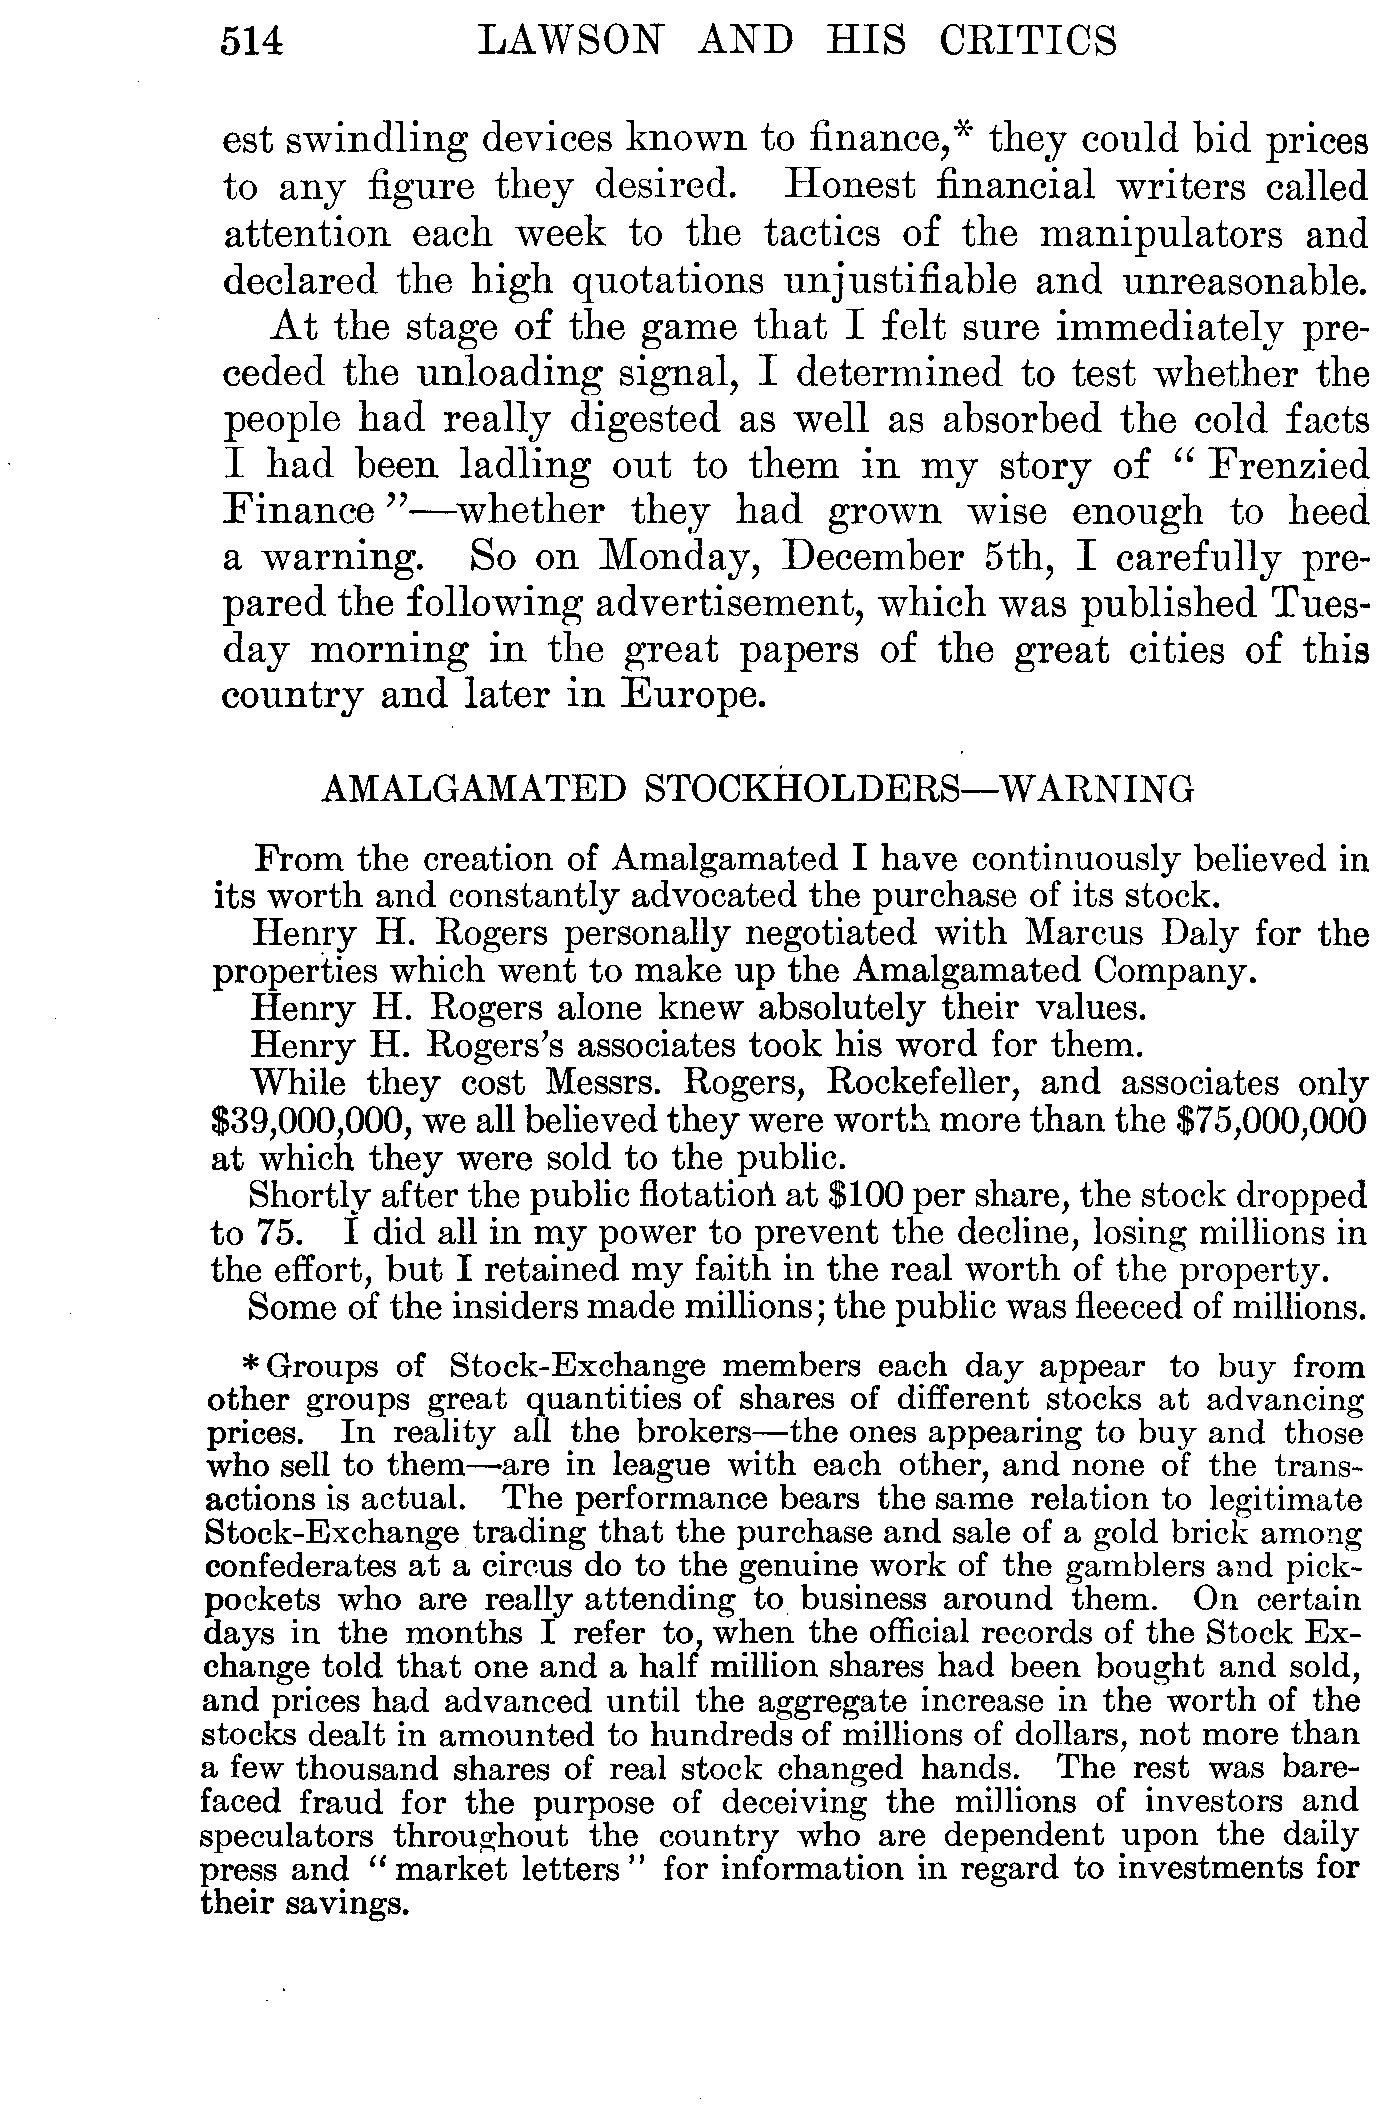 514 LAWSON AND HIS CRITICS
est swindling devices known to finance,* they could bid prices
to any figure they desired. Honest financial writers called
attention each week to the tactics of the manipulators and
declared the high quotations unjustifiable and unreasonable.
At the stage of the game that I felt sure immediately pre-
ceded the unloading signal, I determined to test whether the
people had really digested as well as absorbed the cold facts
I had been ladling out to them in my story of “ Frenzied
Finance ”—whether they had grown wise enough to heed
a warning. So on Monday, December 5th, I carefully pre-
pared the following advertisement, which was published Tues-
day morning in the great papers of the great cities of this
country and later in Europe.
AMALGAMATED STOCKHOLDERS—WARNING
From the creation of Amalgamated I have continuously believed in
its worth and constantly advocated the purchase of its stock.
Henry H. Rogers personally negotiated with Marcus Daly for the
properties which went to make up the Amalgamated Company.
Henry H. Rogers alone knew absolutely their values.
Henry H. Rogers’s associates took his word for them.
While they cost Messrs. Rogers, Rockefeller, and associates only
$39,000,000, we all believed they were worth more than the $75,000,000
at which they were sold to the public.
Shortly after the public flotation at $100 per share, the stock dropped
to 75. I did all in my power to prevent the decline, losing millions in
the effort, but I retained my faith in the real worth of the property.
Some of the insiders made millions; the public was fleeced of millions.
* Groups of Stock-Exchange members each day appear to buy from
other groups great quantities of shares of different stocks at advancing
prices. In reality all the brokers—the ones appearing to buy and those
who sell to them—are in league with each other, and none of the trans-
actions is actual. The performance bears the same relation to legitimate
Stock-Exchange trading that the purchase and sale of a gold brick among
confederates at a circus do to the genuine work of the gamblers and pick-
pockets who are really attending to business around them. On certain
days in the months I refer to, when the official records of the Stock Ex-
change told that one and a half million shares had been bought and sold,
and prices had advanced until the aggregate increase in the worth of the
stocks dealt in amounted to hundreds of millions of dollars, not more than
a few thousand shares of real stock changed hands. The rest was bare-
faced fraud for the purpose of deceiving the millions of investors and
speculators throughout the country who are dependent upon the daily
press and “ market letters ” for information in regard to investments for
their savings.